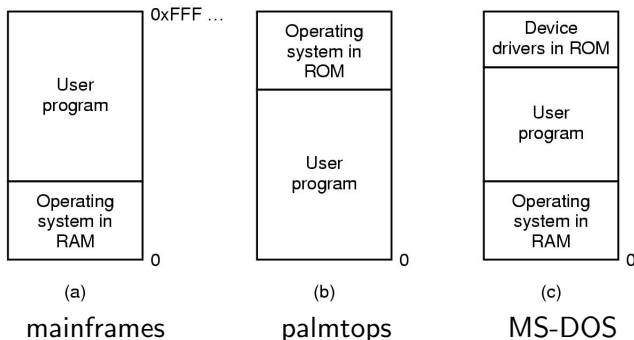 0xFFF ...
User
program
Operating
system in
RAM
0
(a)
mainframes
Operating
system in
ROM
User
program
0
(b)
palmtops
Device
drivers in ROM
User
program
Operating
system in
RAM
0
(c)
MS-DOS